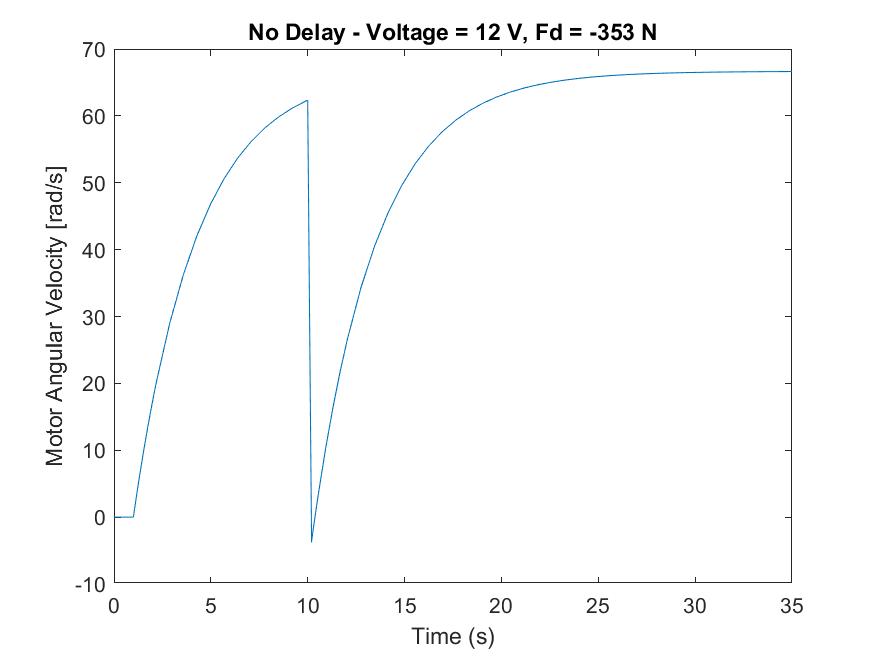 No Delay - Voltage = 12 V, Fd = -353 N
70
60
50
40
30
20
10
0
-10
Motor Angular Velocity [rad/s]
0 5 10 15 20 25 30 35
Time (s)